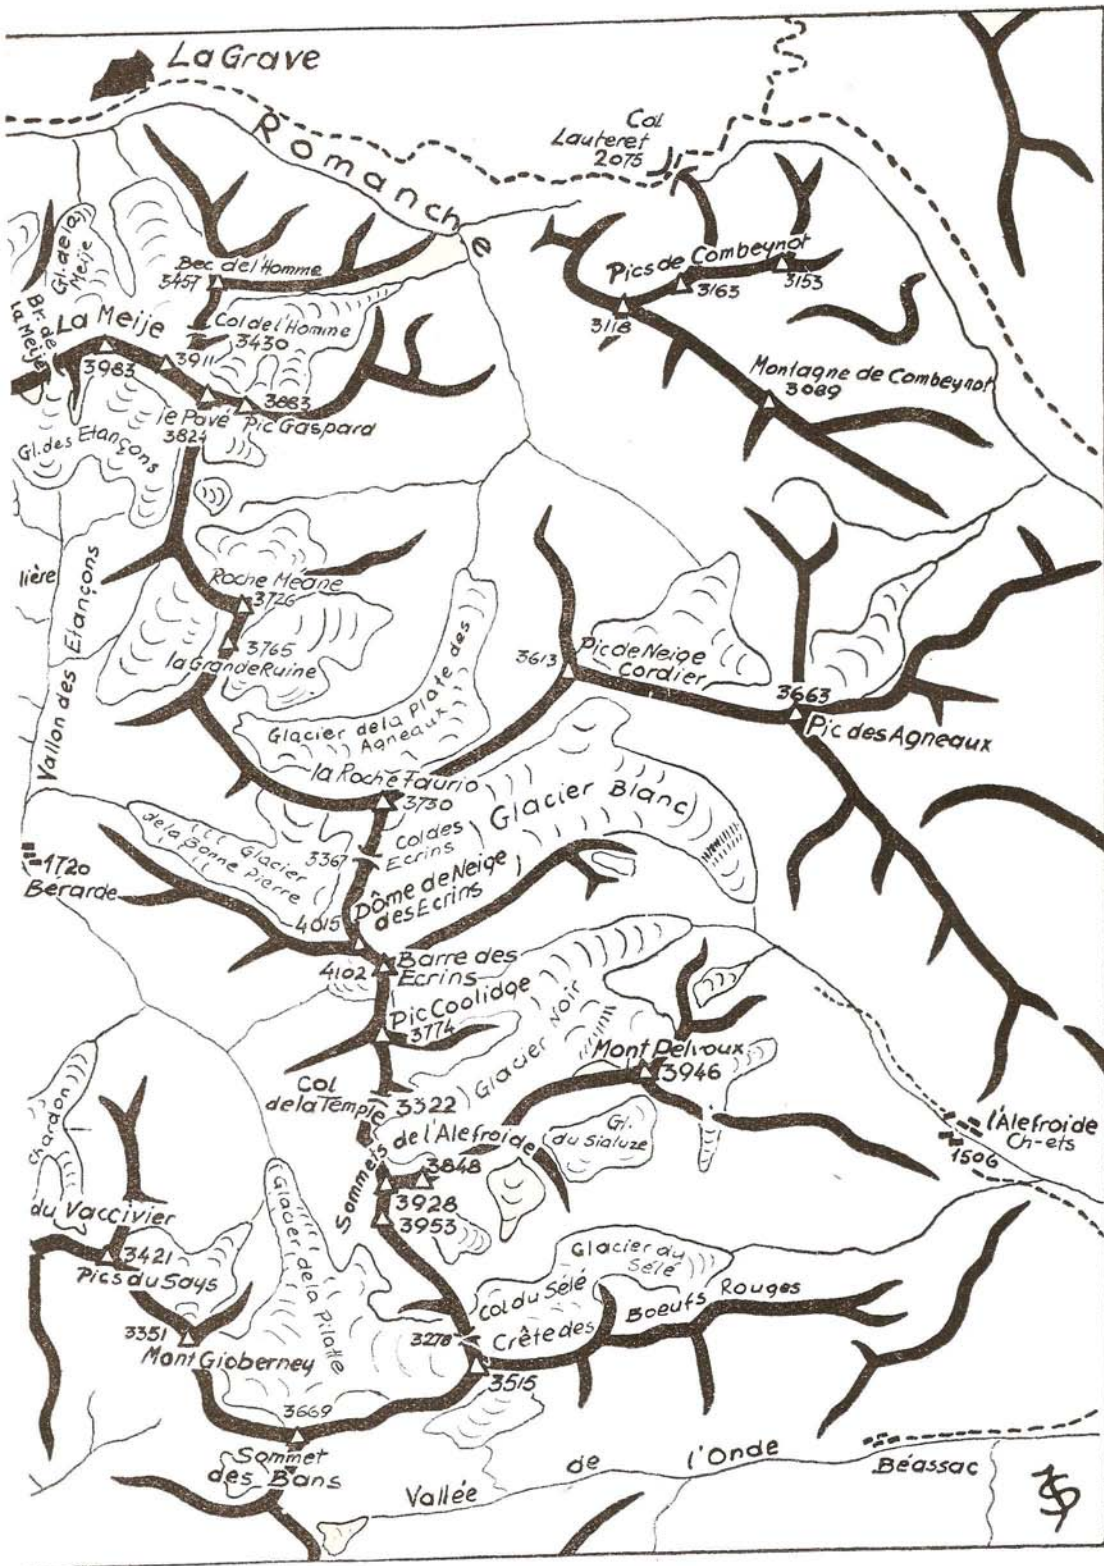 La Grave
Romanche
Col
Lauteret
2075
Gl. de la
Meije
Br. de
La Meije
La Meije
3983
3911
Bec de l'Homme
3457
Col de l'Homme
3430
3883
Pic Gaspard
le Pavé
3824
Gl. des Etançons
Pics de Combeynot
3163
3153
3118
Montagne de Combeynot
3089
lière
Vallon des Etançons
Roche Méane
3726
3765
la Grande Ruine
Glacier de la Plate des
Agneaux
3613
Pic de Neige
Cordier
3663
Pic des Agneaux
la Roche Faurio
3730
Glacier Blanc
Col des
Ecrins
3367
Glacier
de la Bonne Pierre
1720
Bérarde
Dôme de Neige
des Ecrins
4015
Barre des
Ecrins
4102
Pic Coolidge
3774
Glacier Noir
Mont Pelvoux
3946
Col
de la Temple
3322
Sommets de l'Alefroide
3848
3928
3953
Gl.
du Sialuze
l'Alefroide
Ch-ets
1506
Chardon
du Vaccivier
3421
Pics du Says
Glacier de la Pilatte
3351
Mont Gioberney
Glacier du
Sélé
Col du Sélé
3278
Crête des Boeufs Rouges
3515
3669
Sommet
des Bans
Vallée de l'Onde
Béassac